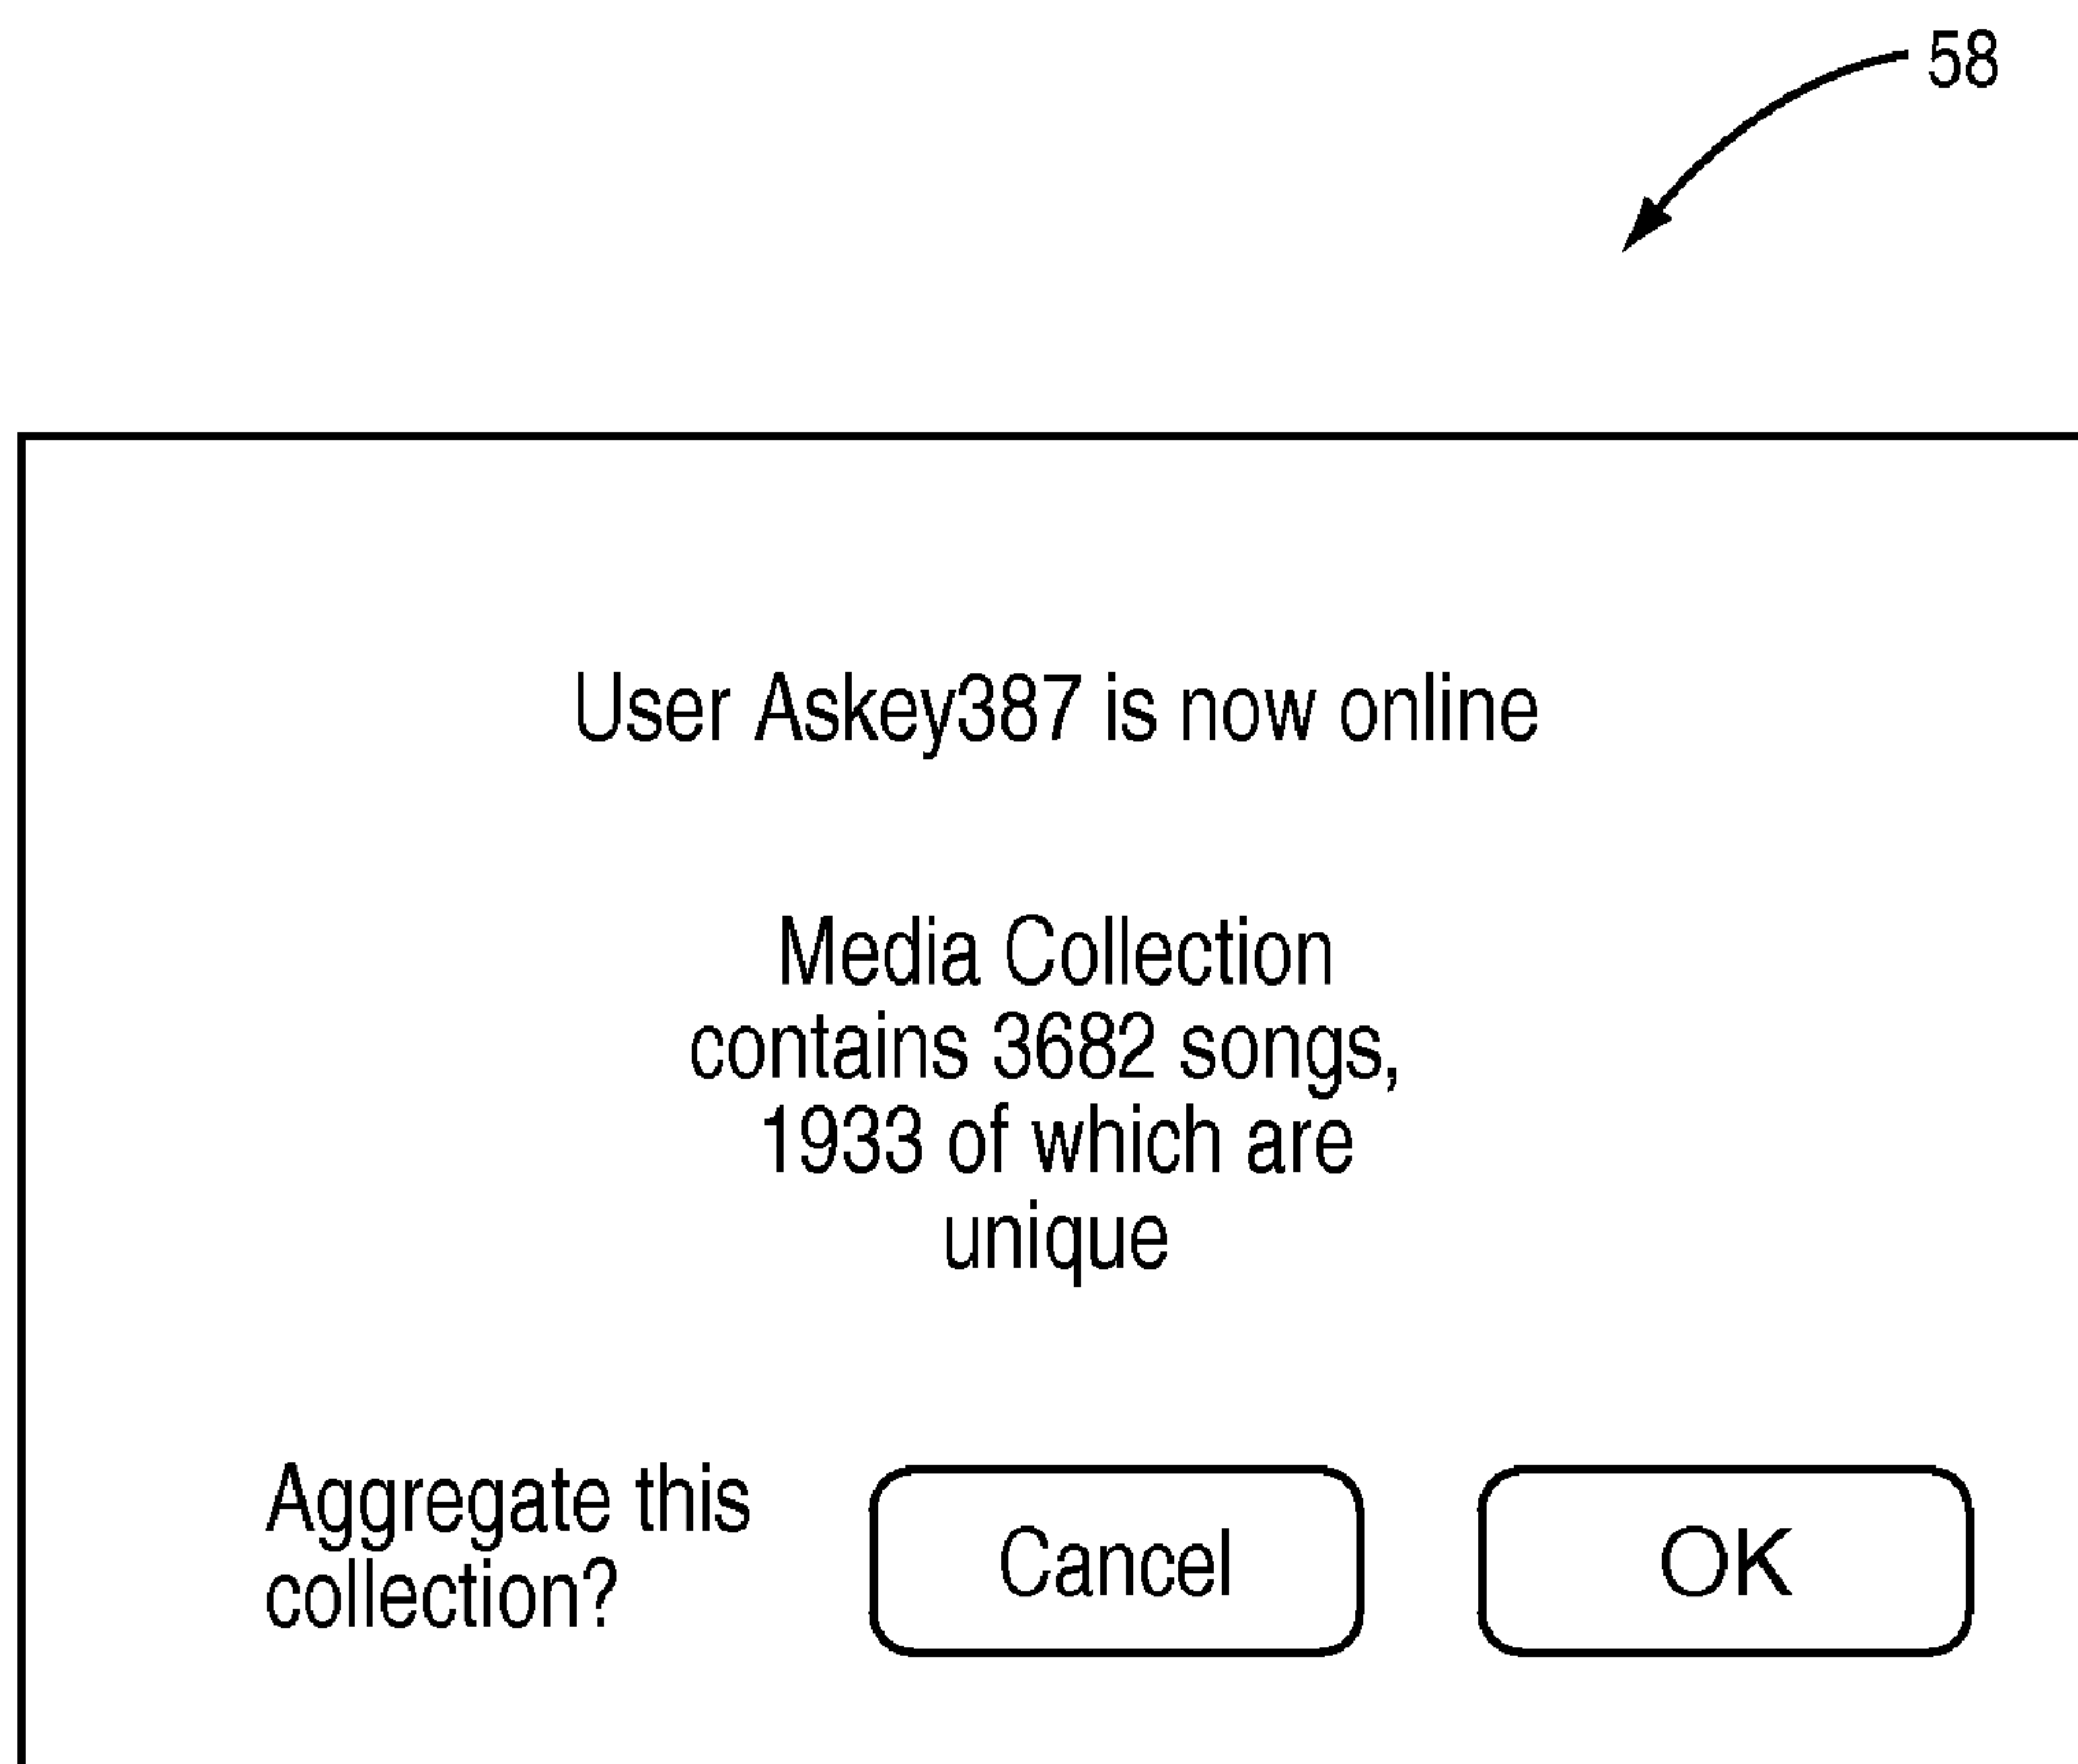 58
User Askey387 is now online
Media Collection
contains 3682 songs,
1933 of which are
unique
Aggregate this
collection?
Cancel
OK